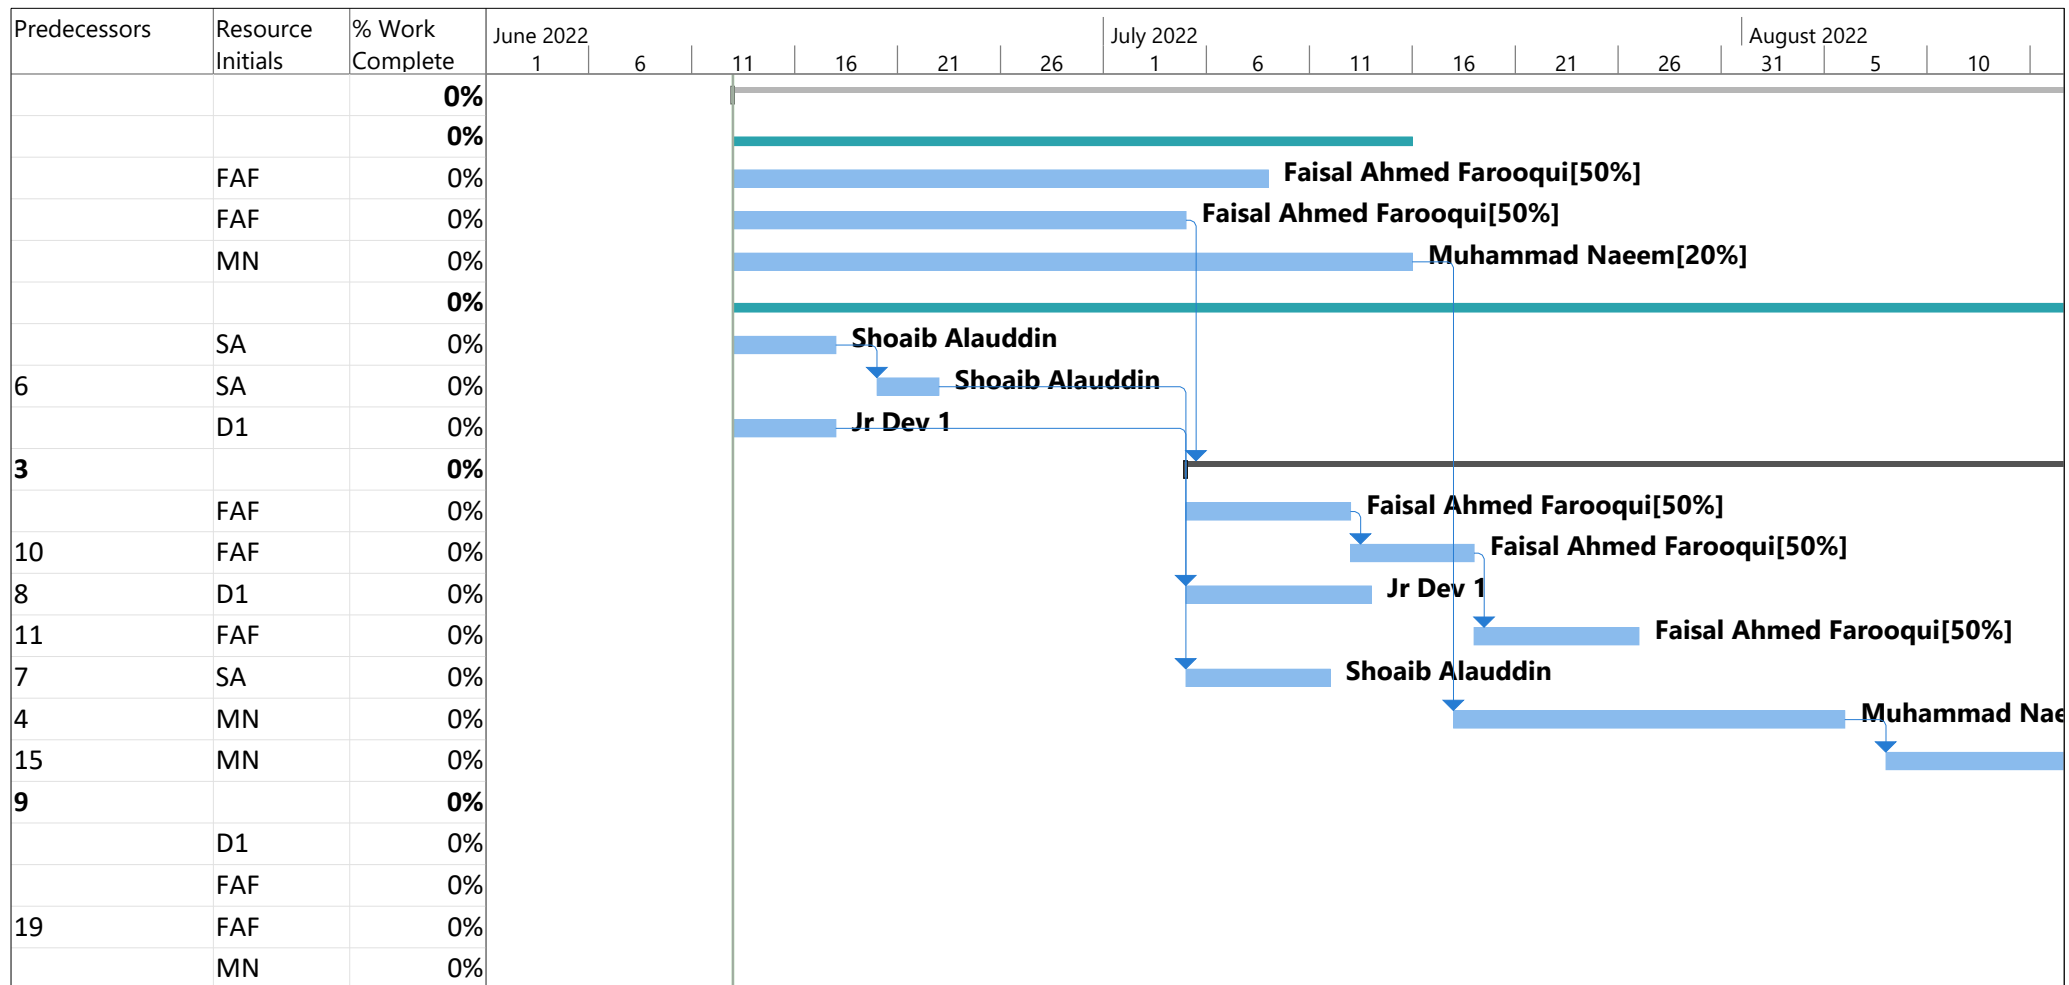 Predecessors Resource Initials % Work Complete
June 2022 July 2022 August 2022
1 6 11 16 21 26 1 6 11 16 21 26 31 5 10
0%
0%
FAF 0% Faisal Ahmed Farooqui[50%]
FAF 0% Faisal Ahmed Farooqui[50%]
MN 0% Muhammad Naeem[20%]
0%
SA 0% Shoaib Alauddin
6 SA 0% Shoaib Alauddin
D1 0% Jr Dev 1
3 0%
FAF 0% Faisal Ahmed Farooqui[50%]
10 FAF 0% Faisal Ahmed Farooqui[50%]
8 D1 0% Jr Dev 1
11 FAF 0% Faisal Ahmed Farooqui[50%]
7 SA 0% Shoaib Alauddin
4 MN 0% Muhammad Nae
15 MN 0%
9 0%
D1 0%
FAF 0%
19 FAF 0%
MN 0%